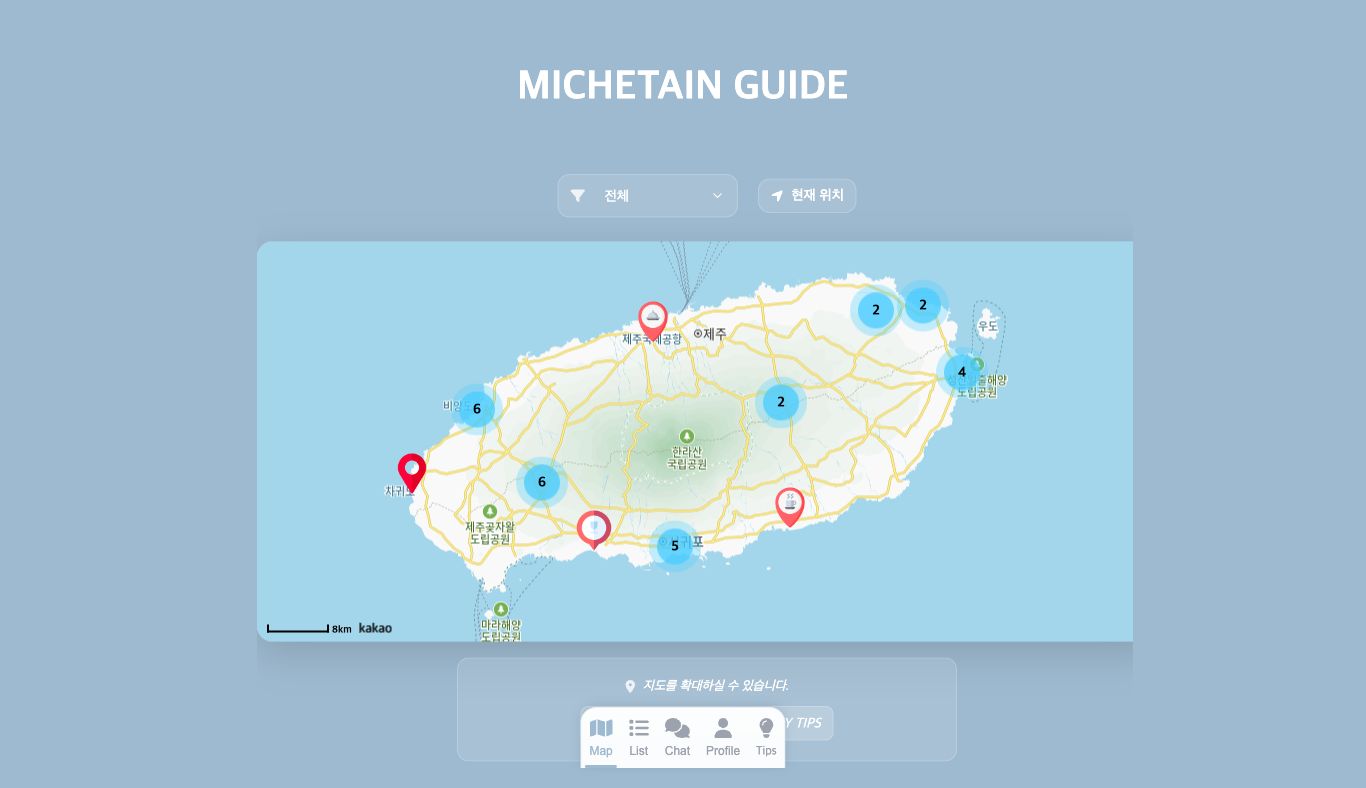 MICHETAIN GUIDE
전체
현재 위치
2
2
우도
제주
제주국제공항
4
출해양
도립공원
2
비양
6
한라산
국립공원
차귀도
6
제주곶자왈
도립공원
5
귀포
마라해양
도립공원
8km kakao
지도를 확대하실 수 있습니다.
Y TIPS
Map List Chat Profile Tips